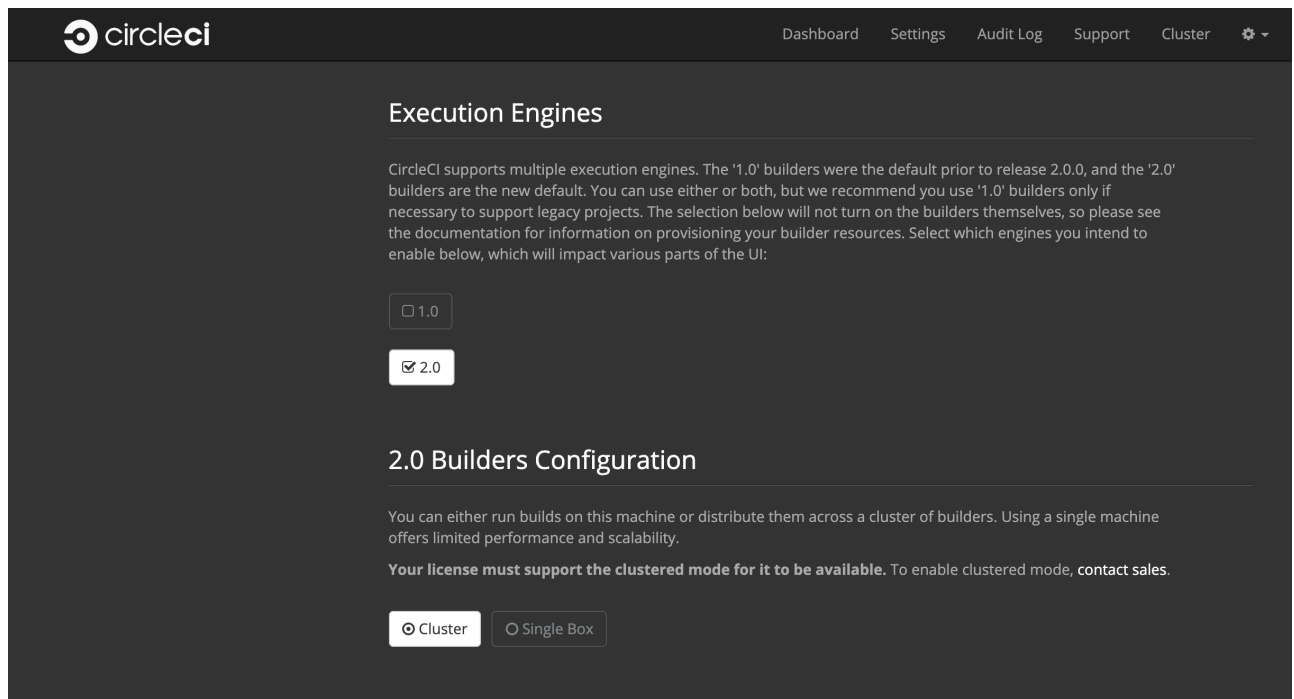 circleci
Dashboard Settings Audit Log Support Cluster
Execution Engines
CircleCI supports multiple execution engines. The '1.0' builders were the default prior to release 2.0.0, and the '2.0'
builders are the new default. You can use either or both, but we recommend you use '1.0' builders only if
necessary to support legacy projects. The selection below will not turn on the builders themselves, so please see
the documentation for information on provisioning your builder resources. Select which engines you intend to
enable below, which will impact various parts of the UI:
1.0
2.0
2.0 Builders Configuration
You can either run builds on this machine or distribute them across a cluster of builders. Using a single machine
offers limited performance and scalability.
Your license must support the clustered mode for it to be available. To enable clustered mode, contact sales.
Cluster Single Box